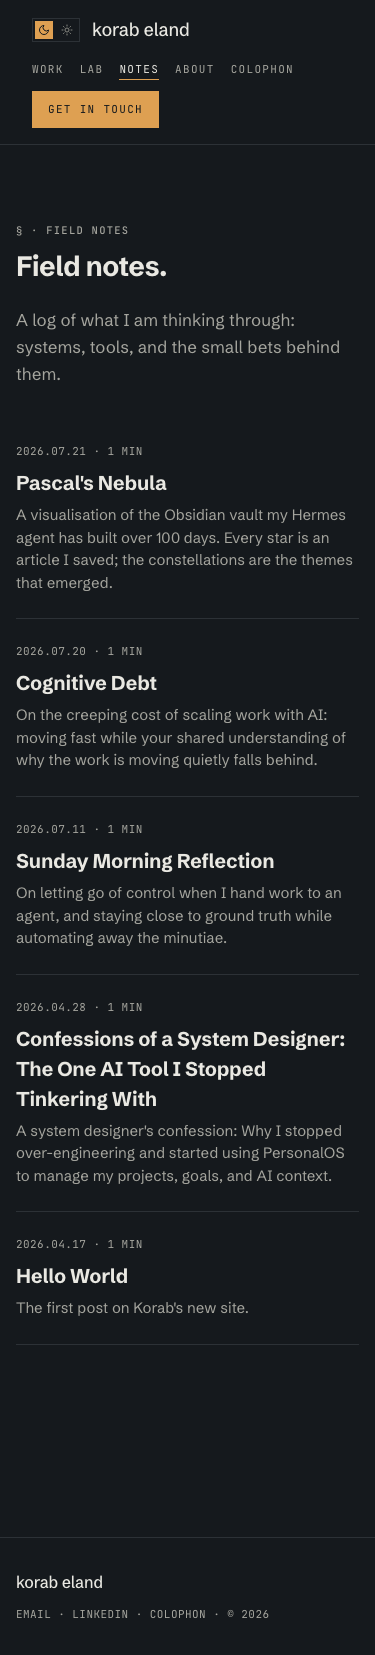 korab eland
WORK LAB NOTES ABOUT COLOPHON
GET IN TOUCH
§ · FIELD NOTES
Field notes.
A log of what I am thinking through:
systems, tools, and the small bets behind
them.
2026.07.21 · 1 MIN
Pascal's Nebula
A visualisation of the Obsidian vault my Hermes
agent has built over 100 days. Every star is an
article I saved; the constellations are the themes
that emerged.
2026.07.20 · 1 MIN
Cognitive Debt
On the creeping cost of scaling work with AI:
moving fast while your shared understanding of
why the work is moving quietly falls behind.
2026.07.11 · 1 MIN
Sunday Morning Reflection
On letting go of control when I hand work to an
agent, and staying close to ground truth while
automating away the minutiae.
2026.04.28 · 1 MIN
Confessions of a System Designer:
The One AI Tool I Stopped
Tinkering With
A system designer's confession: Why I stopped
over-engineering and started using PersonalOS
to manage my projects, goals, and AI context.
2026.04.17 · 1 MIN
Hello World
The first post on Korab's new site.
korab eland
EMAIL · LINKEDIN · COLOPHON · © 2026